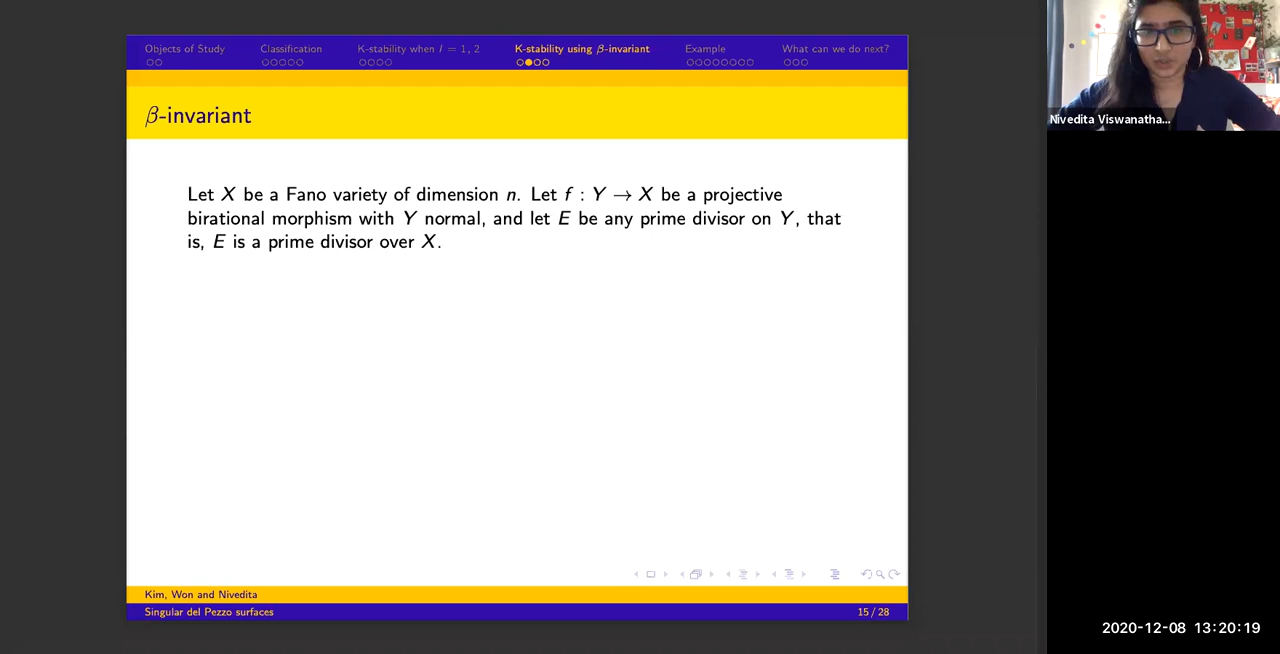 Objects of Study Classification K-stability when I = 1, 2 K-stability using β-invariant Example What can we do next?
β-invariant
Let X be a Fano variety of dimension n. Let f : Y → X be a projective
birational morphism with Y normal, and let E be any prime divisor on Y, that
is, E is a prime divisor over X.
Kim, Won and Nivedita
Singular del Pezzo surfaces 15 / 28
Nivedita Viswanatha...
2020-12-08 13:20:19